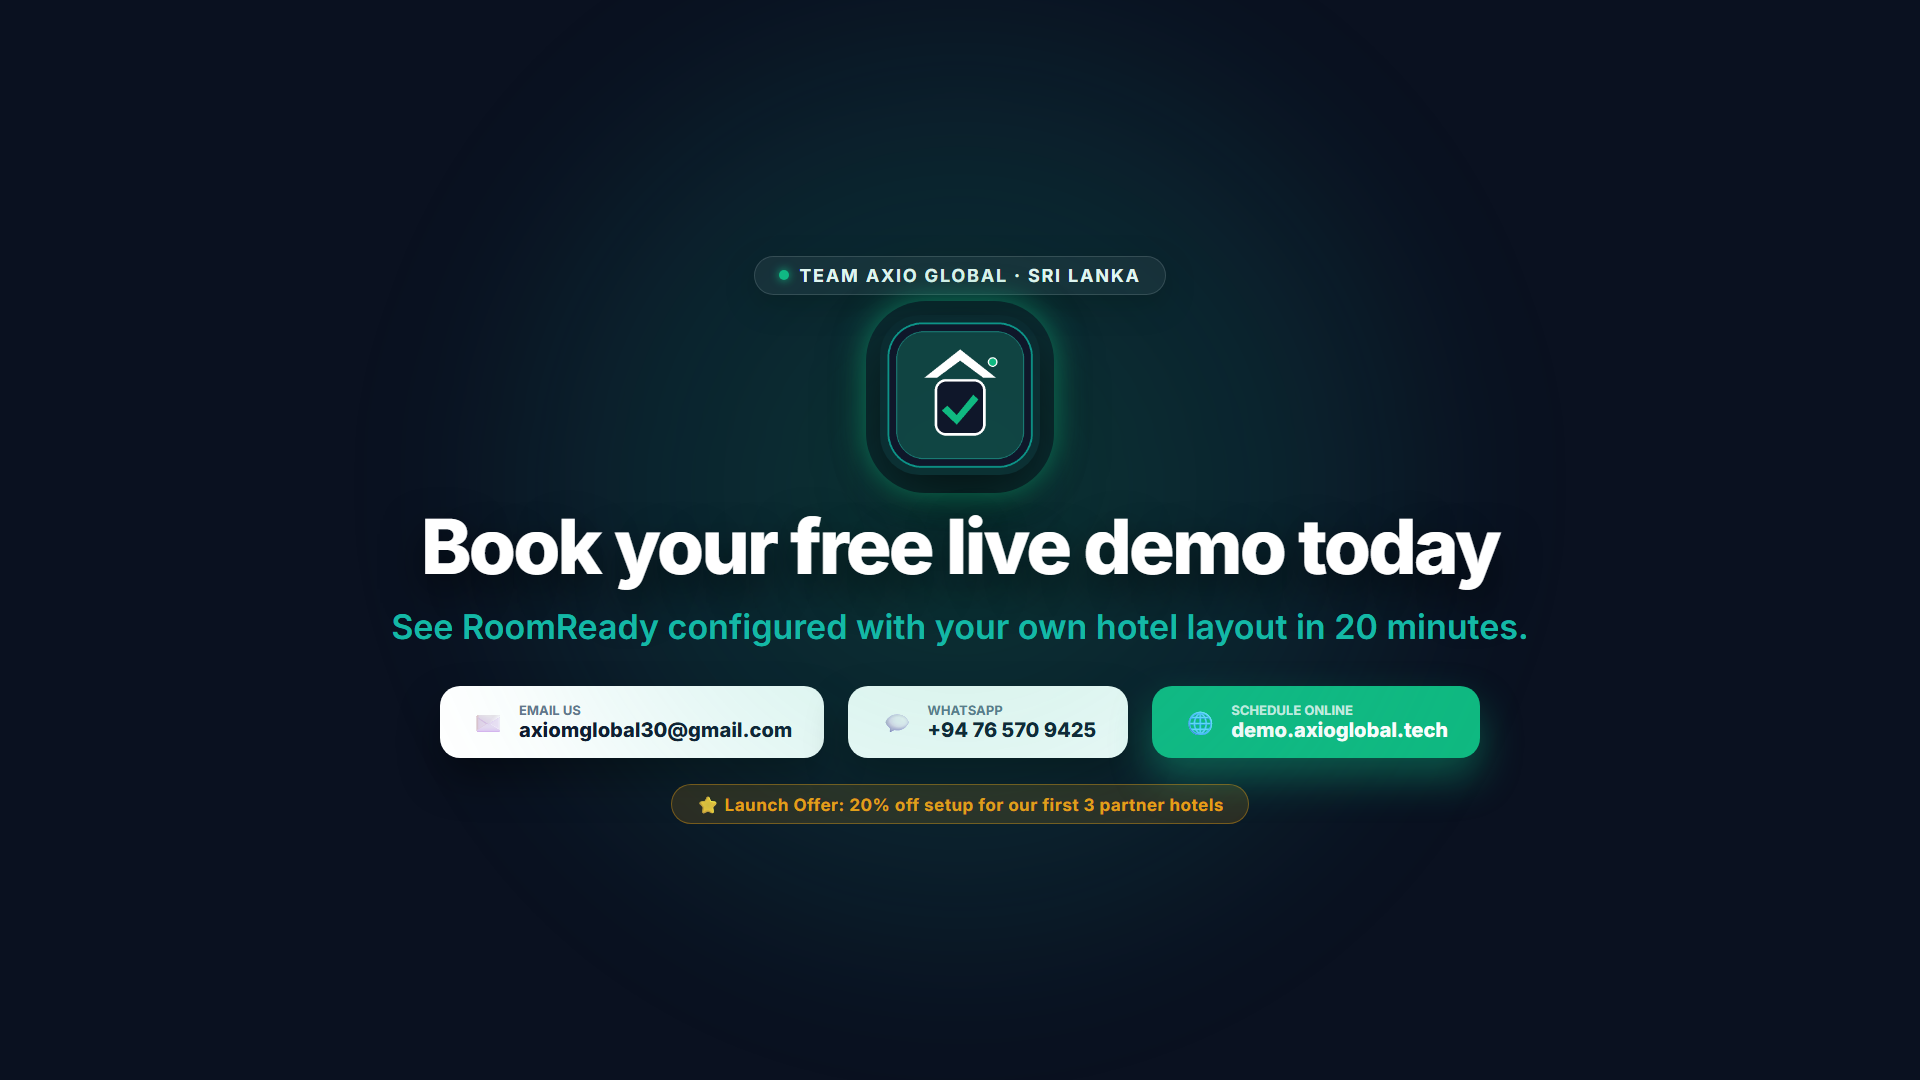 TEAM AXIO GLOBAL · SRI LANKA
Book your free live demo today
See RoomReady configured with your own hotel layout in 20 minutes.
EMAIL US
axiomglobal30@gmail.com
WHATSAPP
+94 76 570 9425
SCHEDULE ONLINE
demo.axioglobal.tech
Launch Offer: 20% off setup for our first 3 partner hotels